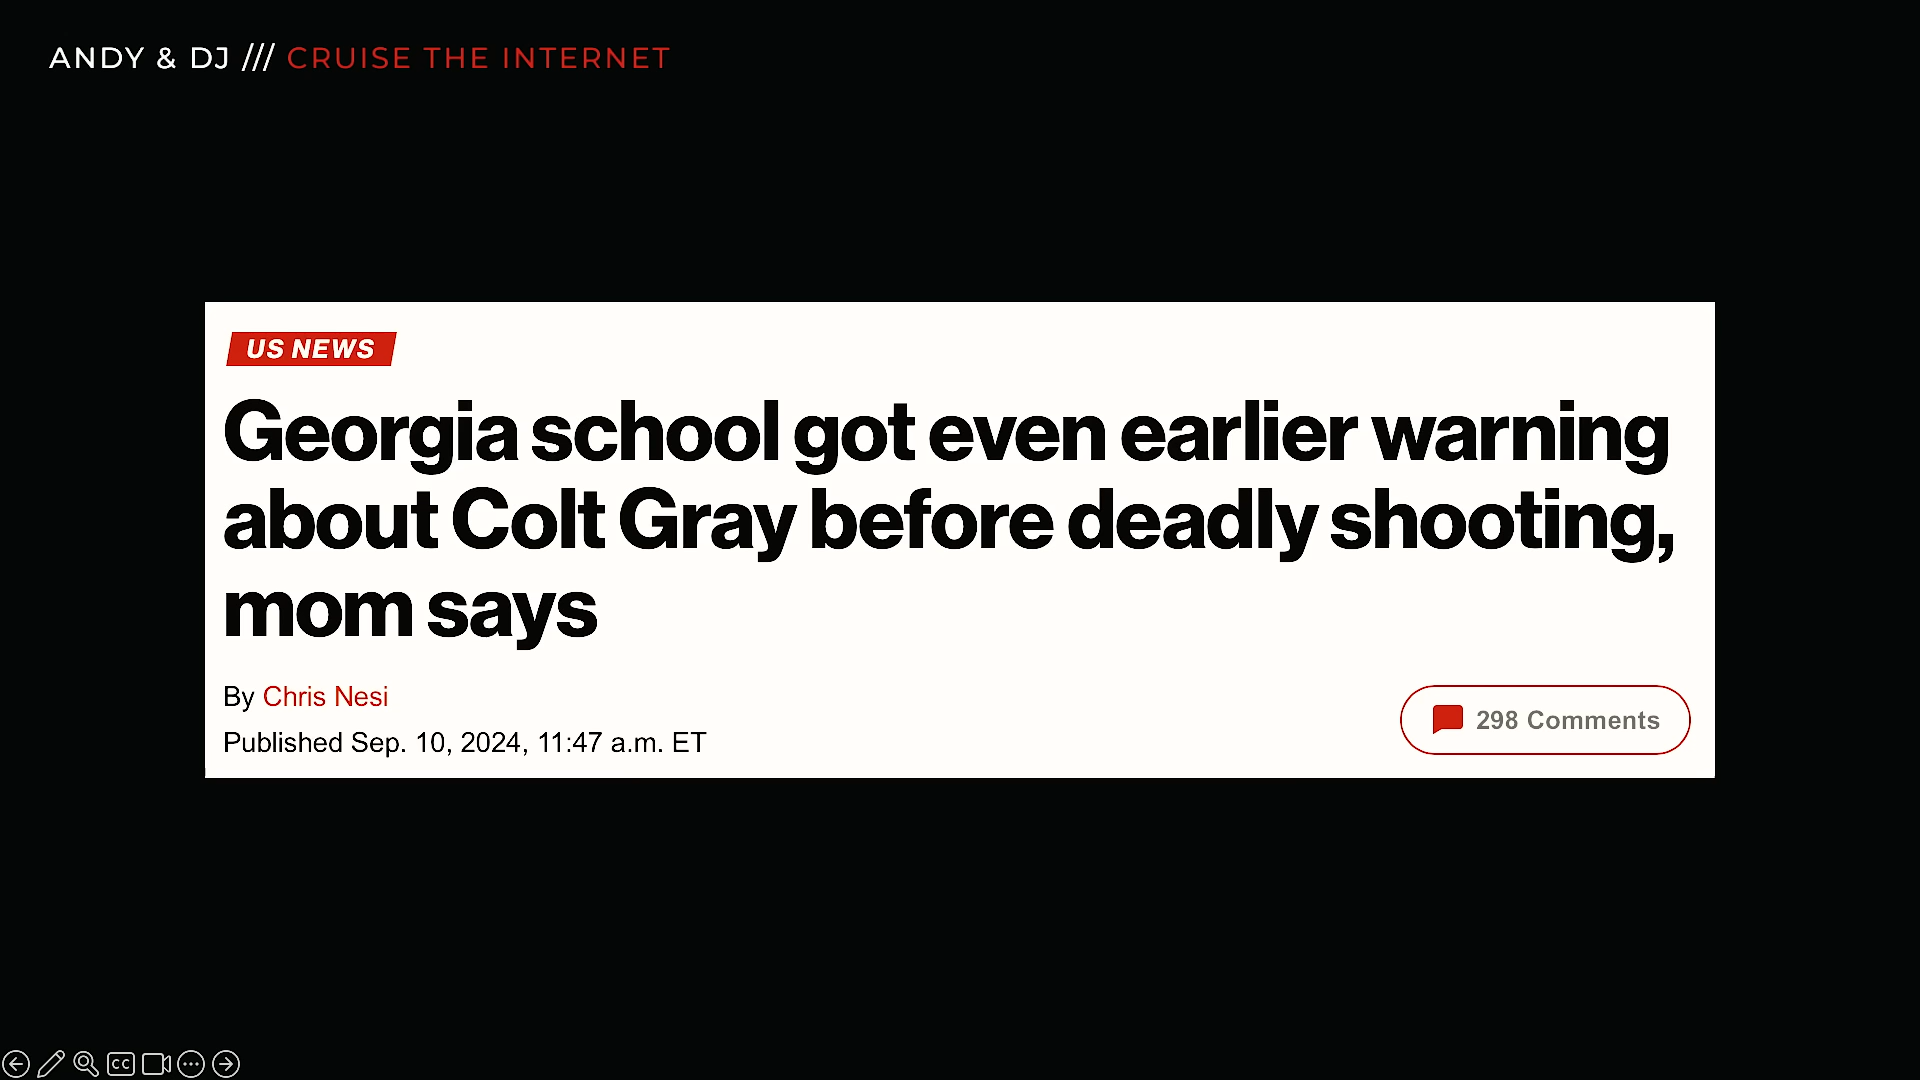 ANDY & DJ /// CRUISE THE INTERNET
US NEWS
Georgia school got even earlier warning
about Colt Gray before deadly shooting,
mom says
By Chris Nesi
Published Sep. 10, 2024, 11:47 a.m. ET
298 Comments
CC